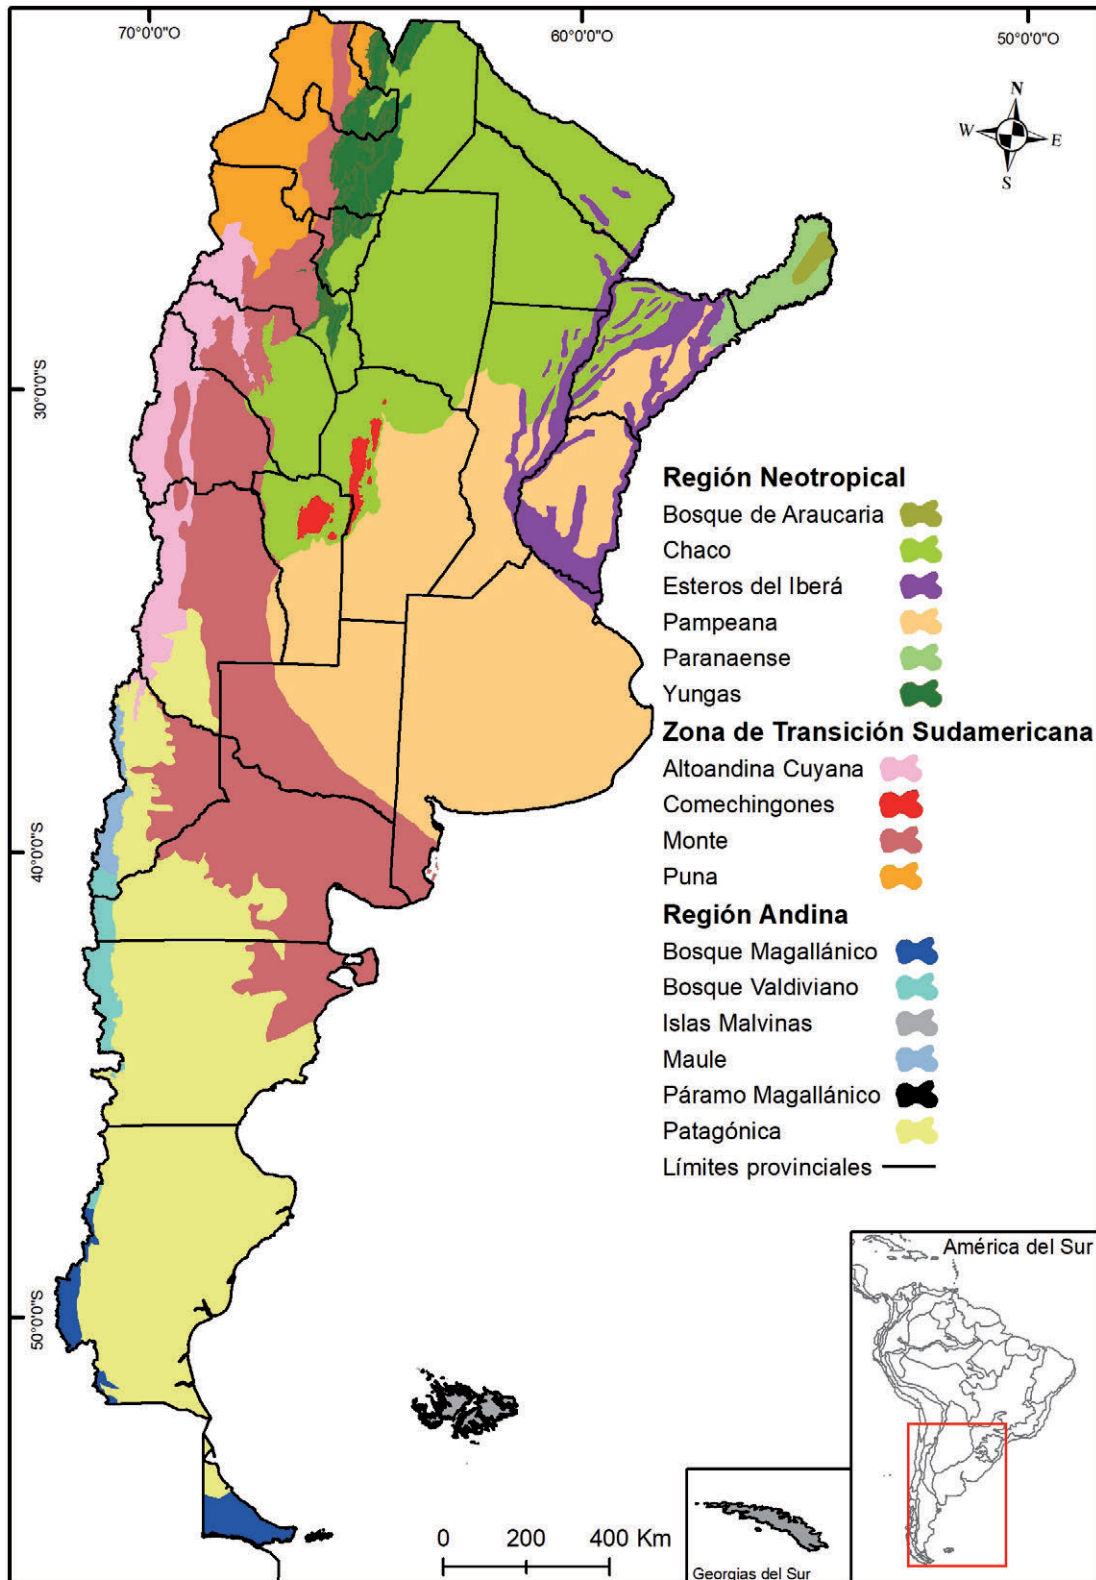 70°0'0"O
60°0'0"O
50°0'0"O
N
W
E
S
30°0'0"S
40°0'0"S
50°0'0"S
Región Neotropical
Bosque de Araucaria
Chaco
Esteros del Iberá
Pampeana
Paranaense
Yungas
Zona de Transición Sudamericana
Altoandina Cuyana
Comechingones
Monte
Puna
Región Andina
Bosque Magallánico
Bosque Valdiviano
Islas Malvinas
Maule
Páramo Magallánico
Patagónica
Límites provinciales
América del Sur
0 200 400 Km
Georgias del Sur